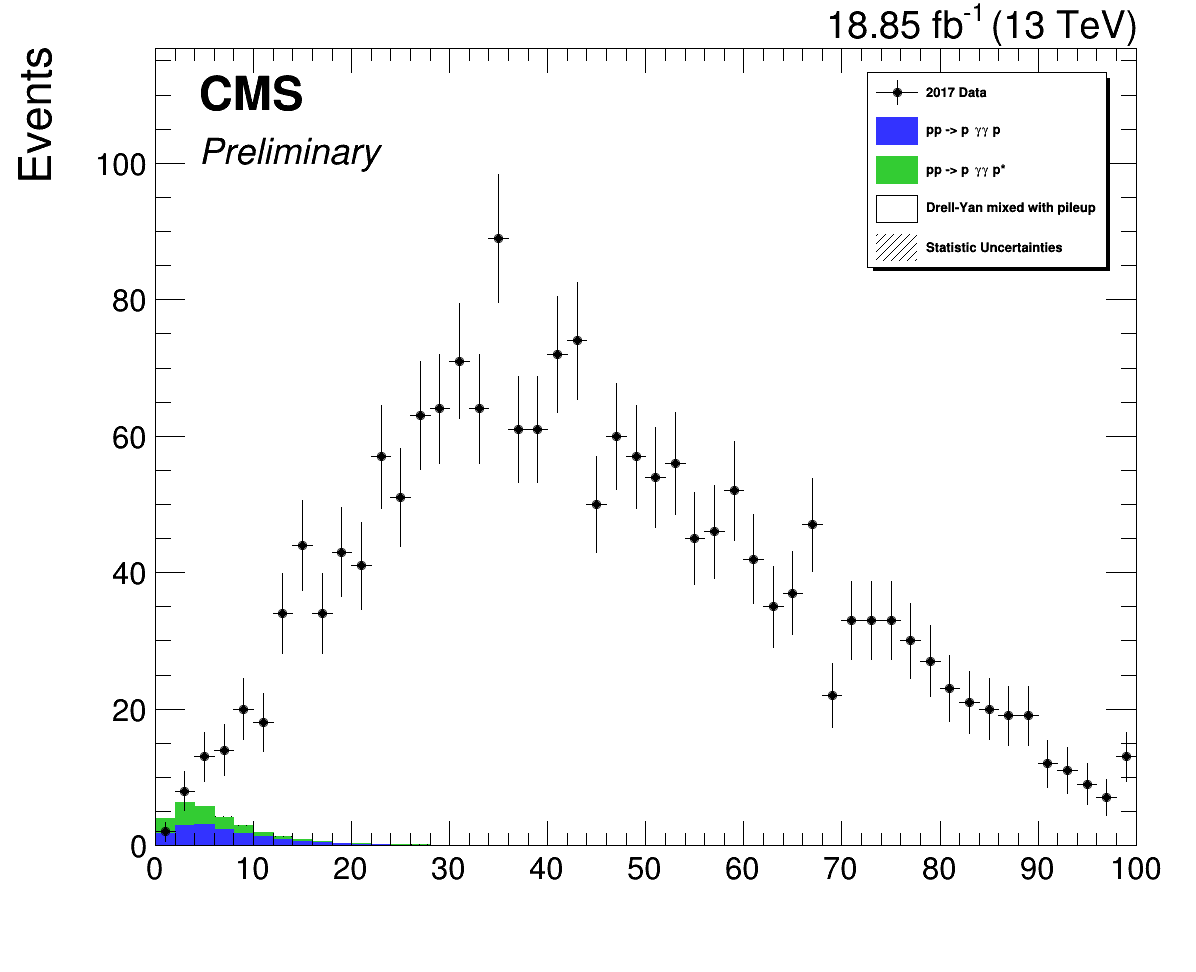 18.85 fb-1 (13 TeV)
Events
CMS
Preliminary
2017 Data
pp -> p γγ p
pp -> p γγ p*
Drell-Yan mixed with pileup
Statistic Uncertainties
100
80
60
40
20
0
0 10 20 30 40 50 60 70 80 90 100